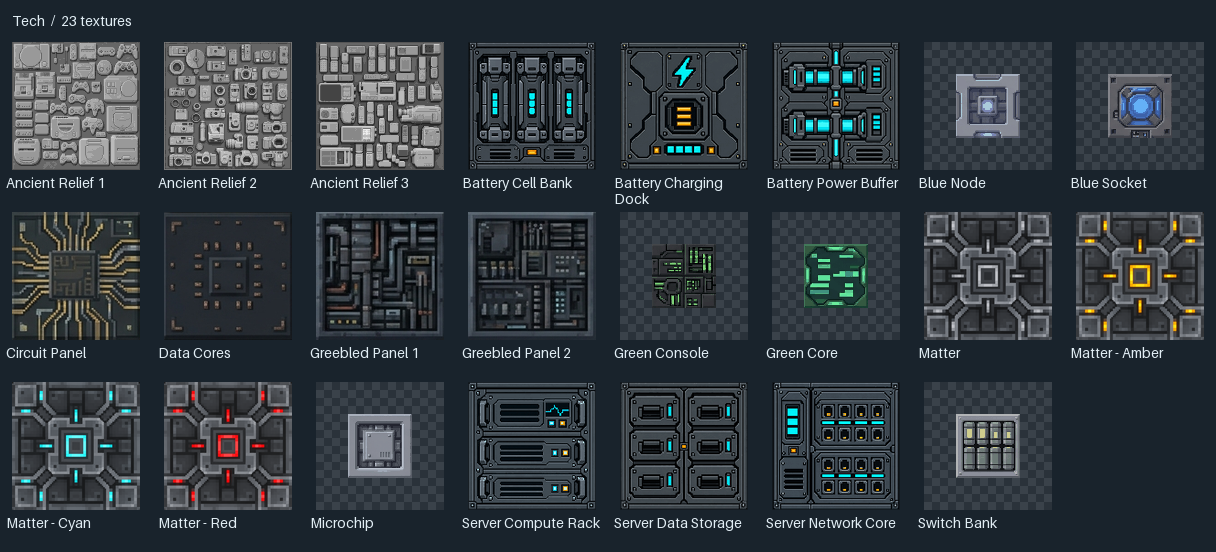 Tech / 23 textures
Ancient Relief 1
Ancient Relief 2
Ancient Relief 3
Battery Cell Bank
Battery Charging
Dock
Battery Power Buffer
Blue Node
Blue Socket
Circuit Panel
Data Cores
Greebled Panel 1
Greebled Panel 2
Green Console
Green Core
Matter
Matter - Amber
Matter - Cyan
Matter - Red
Microchip
Server Compute Rack
Server Data Storage
Server Network Core
Switch Bank